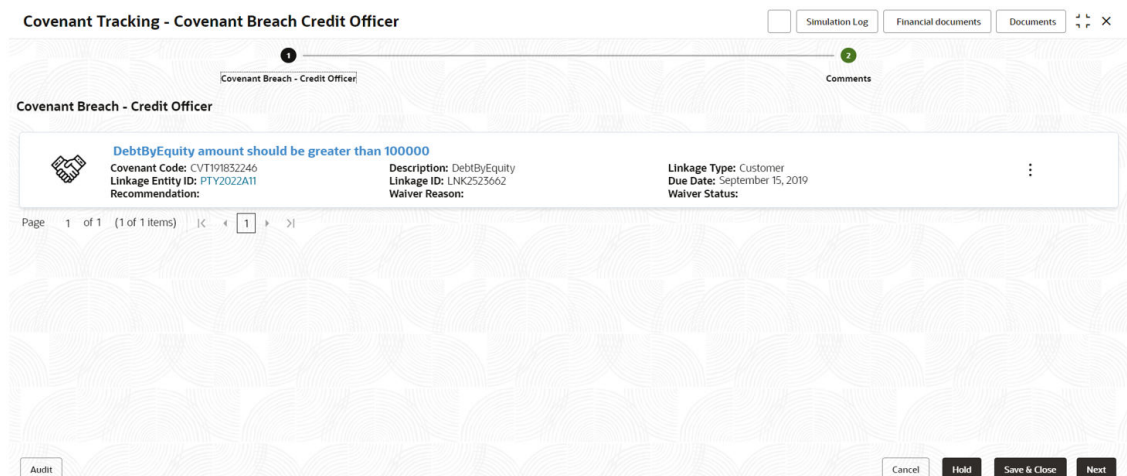 Covenant Tracking - Covenant Breach Credit Officer
Simulation Log
Financial documents
Documents
1
2
Covenant Breach - Credit Officer
Comments
Covenant Breach - Credit Officer
DebtByEquity amount should be greater than 100000
Covenant Code: CVT191832246 Description: DebtByEquity Linkage Type: Customer
Linkage Entity ID: PTY2022A11 Linkage ID: LNK2523662 Due Date: September 15, 2019
Recommendation: Waiver Reason: Waiver Status:
Page 1 of 1 (1 of 1 items) 1
Audit Cancel Hold Save & Close Next